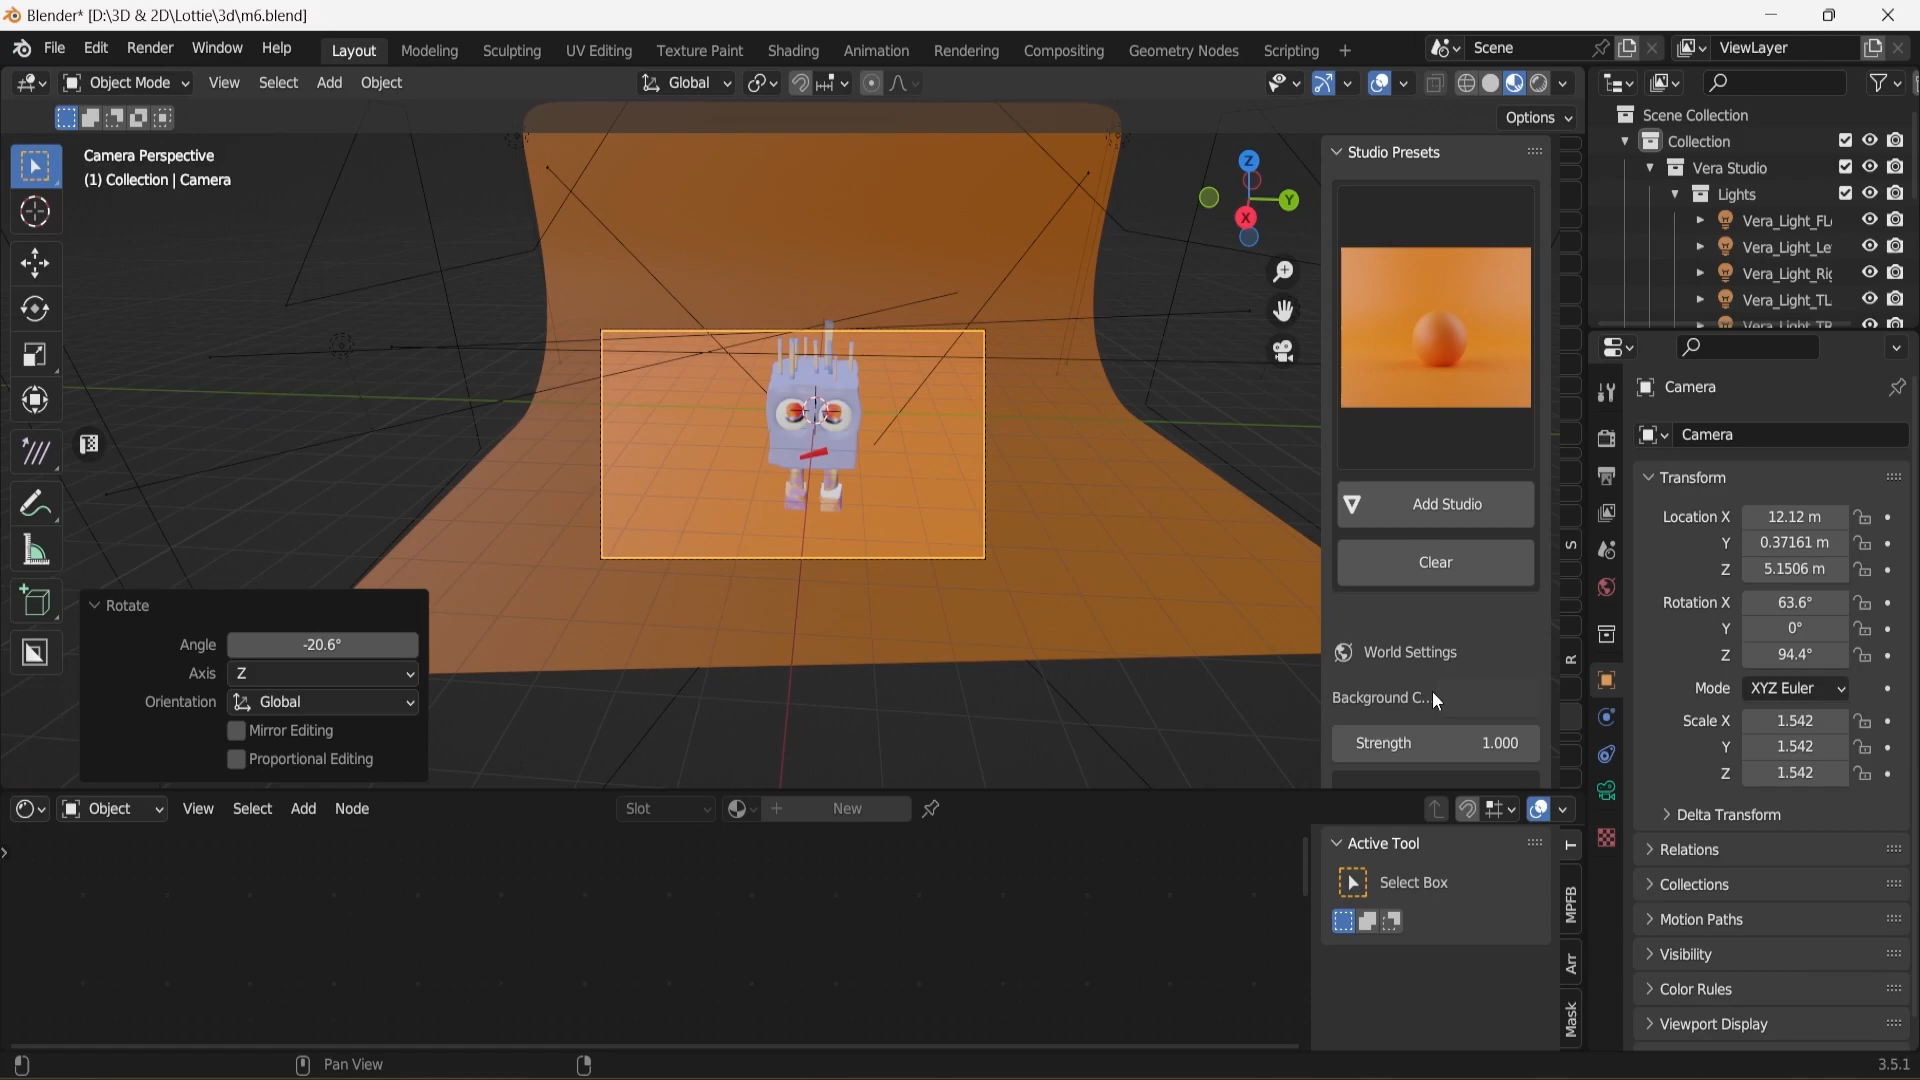 Blender* [D:\3D & 2D\Lottie\3d\m6.blend]
File Edit Render Window Help Layout Modeling Sculpting UV Editing Texture Paint Shading Animation Rendering Compositing Geometry Nodes Scripting + Scene ViewLayer
Object Mode View Select Add Object Global
Options
Camera Perspective
(1) Collection | Camera
Z
Y
X
Studio Presets
Add Studio
Clear
World Settings
Background C...
Strength 1.000
S
R
Rotate
Angle -20.6°
Axis Z
Orientation Global
Mirror Editing
Proportional Editing
Scene Collection
Collection
Vera Studio
Lights
Vera_Light_FL
Vera_Light_Le
Vera_Light_Ri
Vera_Light_TL
Vera_Light_TR
Camera
Camera
Transform
Location X 12.12 m
Y 0.37161 m
Z 5.1506 m
Rotation X 63.6°
Y 0°
Z 94.4°
Mode XYZ Euler
Scale X 1.542
Y 1.542
Z 1.542
Delta Transform
Relations
Collections
Motion Paths
Visibility
Color Rules
Viewport Display
Object View Select Add Node Slot New
Active Tool
Select Box
T
MPFB
Arr
Mask
Pan View
3.5.1